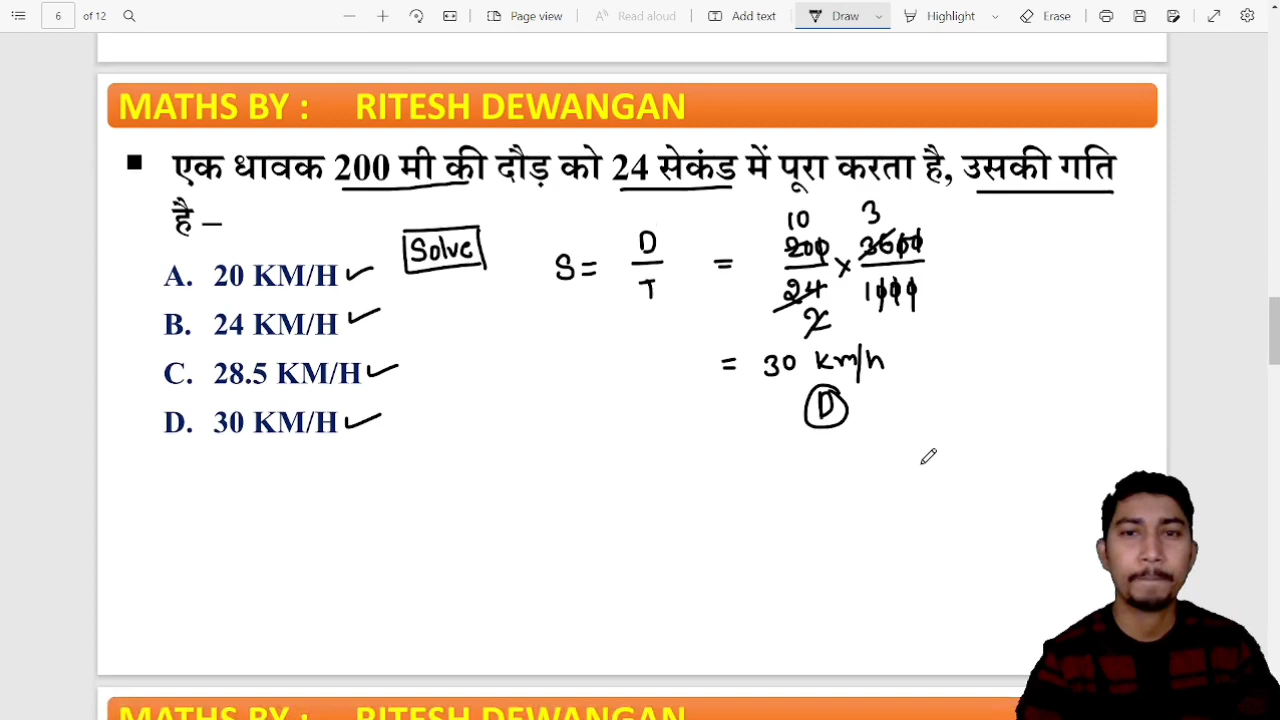 6 of 12 Page view Read aloud Add text Draw Highlight Erase
MATHS BY : RITESH DEWANGAN
▪ एक धावक 200 मी की दौड़ को 24 सेकंड में पूरा करता है, उसकी गति
है –
A. 20 KM/H
B. 24 KM/H
C. 28.5 KM/H
D. 30 KM/H
Solve
S = D/T = 200/24 × 3600/1000
10 3
2
= 30 km/h
D
MATHS BY : RITESH DEWANGAN